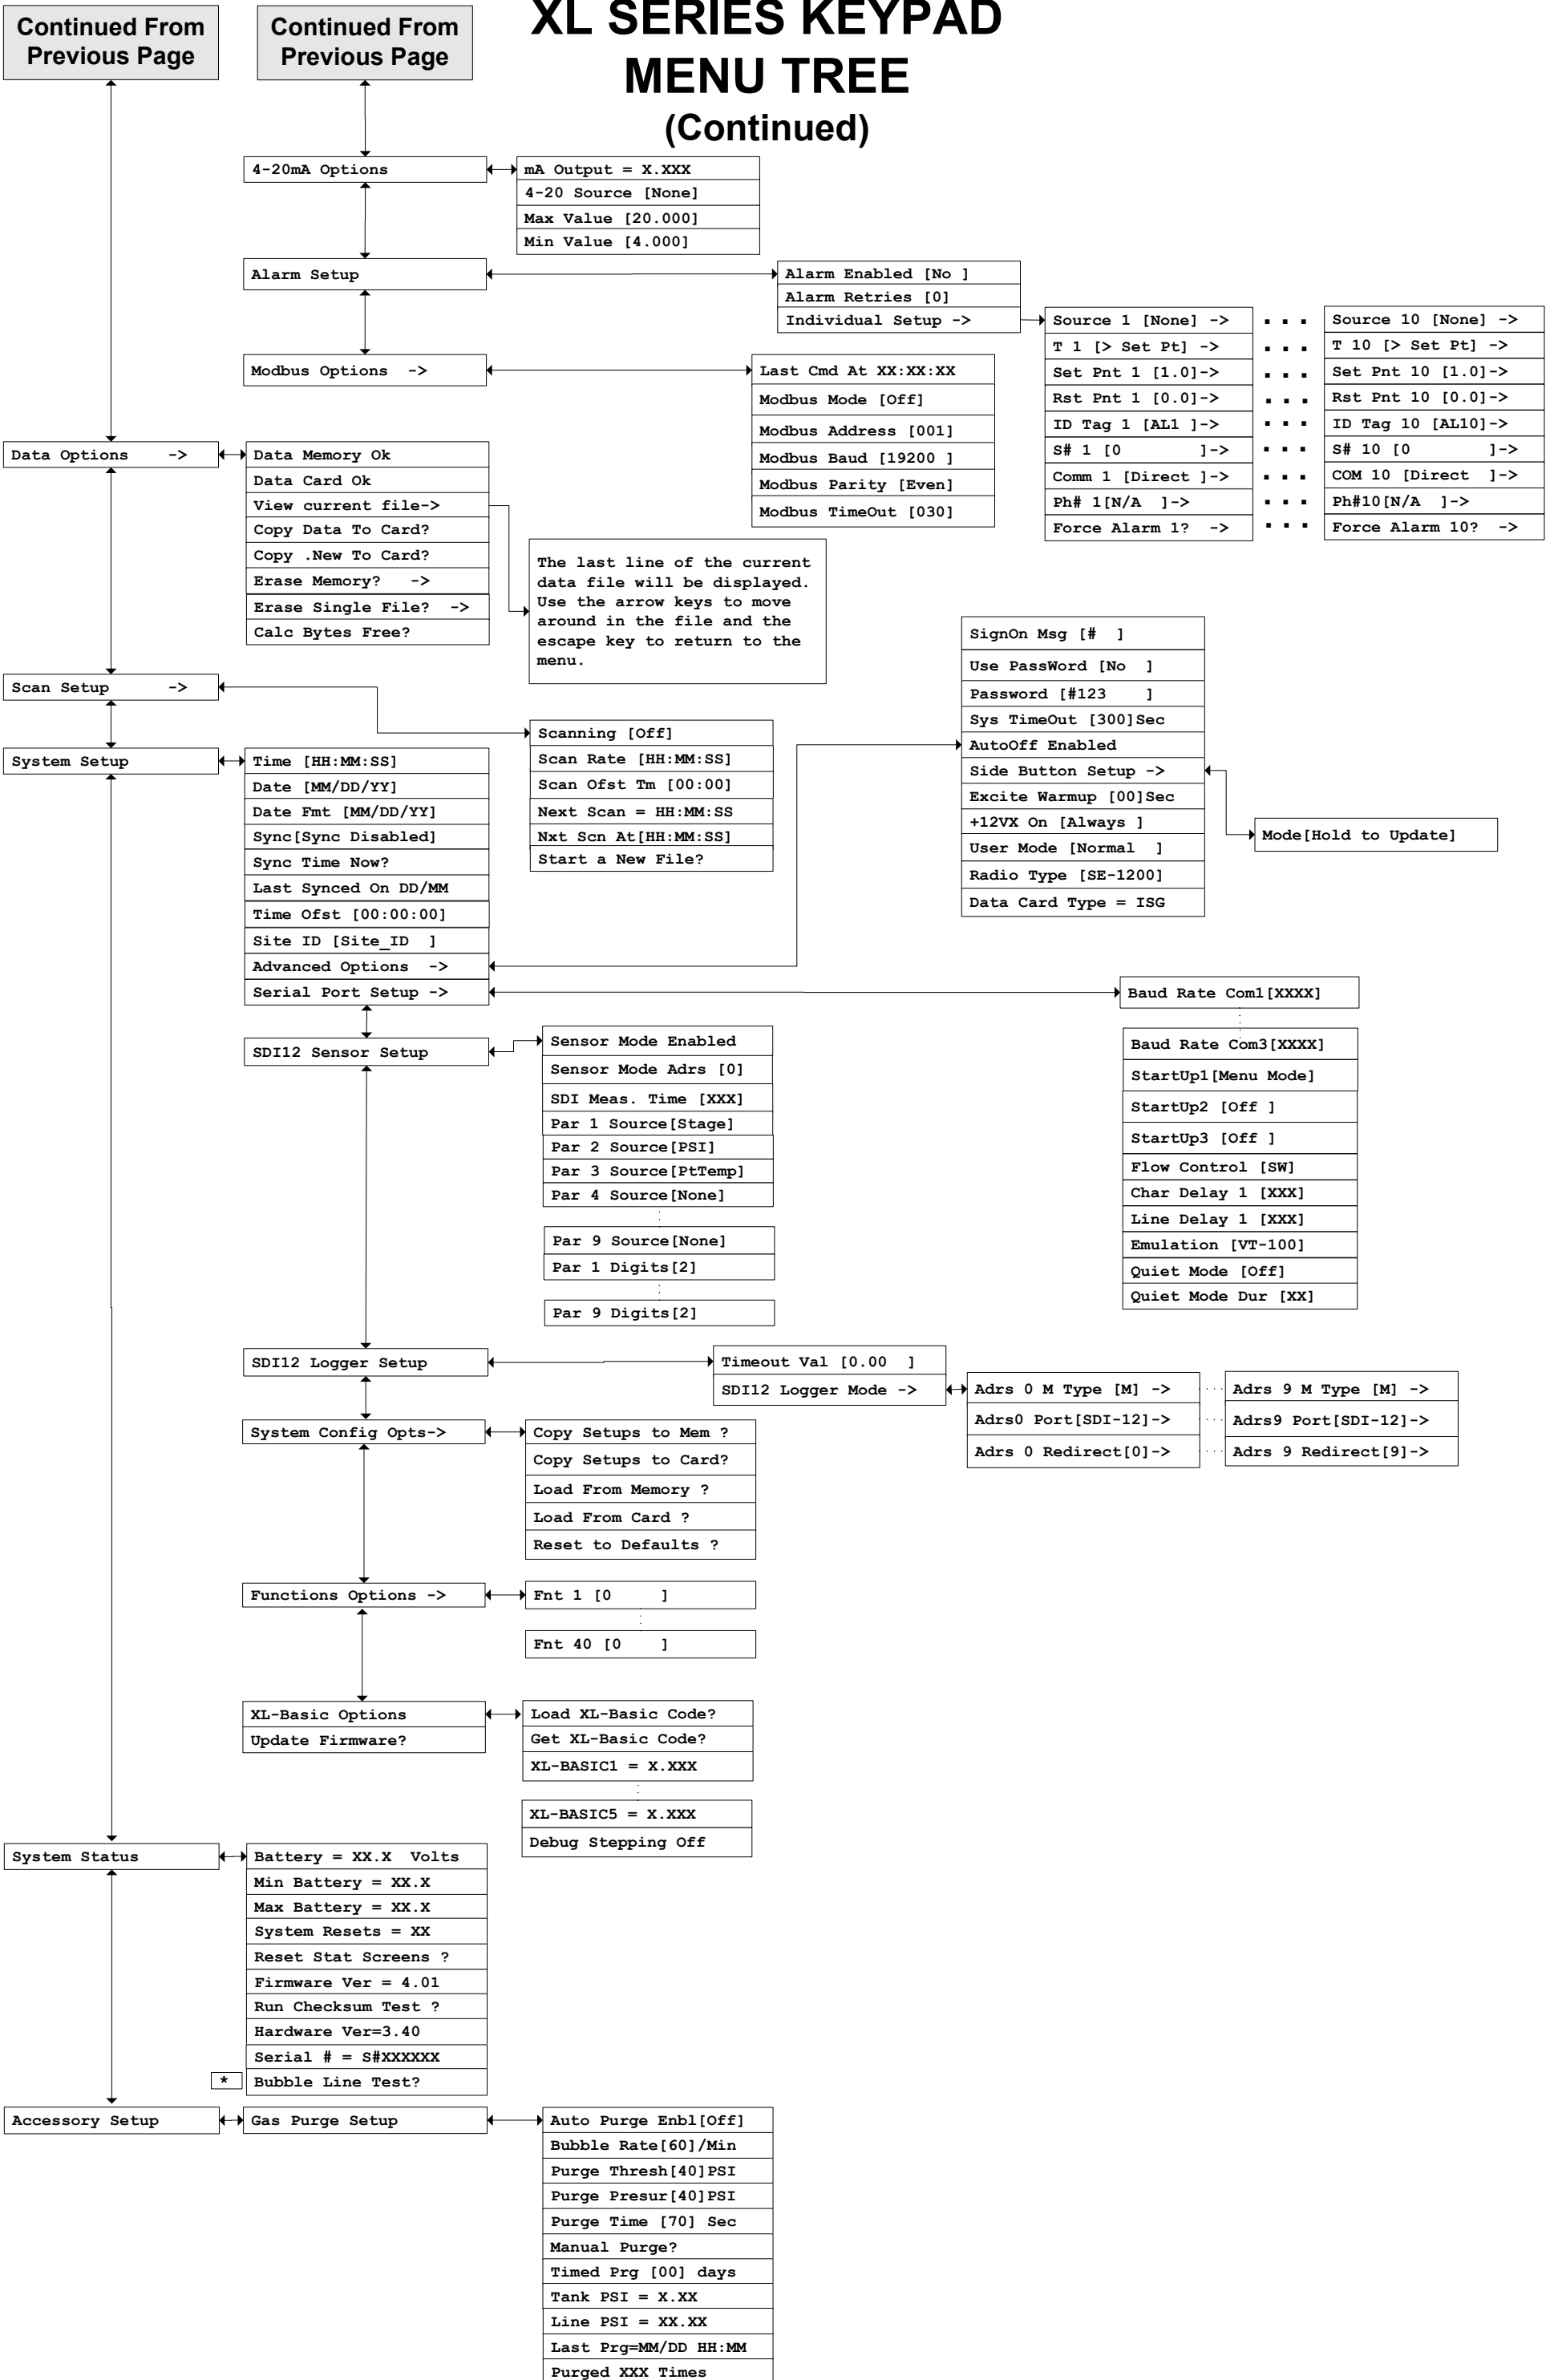 XL SERIES KEYPAD
MENU TREE
(Continued)
Continued From
Previous Page
Continued From
Previous Page
4-20mA Options
mA Output = X.XXX
4-20 Source [None]
Max Value [20.000]
Min Value [4.000]
Alarm Setup
Alarm Enabled [No ]
Alarm Retries [0]
Individual Setup ->
Source 1 [None] -> ... Source 10 [None] ->
T 1 [> Set Pt] -> ... T 10 [> Set Pt] ->
Set Pnt 1 [1.0]-> ... Set Pnt 10 [1.0]->
Rst Pnt 1 [0.0]-> ... Rst Pnt 10 [0.0]->
ID Tag 1 [AL1 ]-> ... ID Tag 10 [AL10]->
S# 1 [0        ]-> ... S# 10 [0        ]->
Comm 1 [Direct ]-> ... COM 10 [Direct  ]->
Ph# 1[N/A  ]-> ... Ph#10[N/A  ]->
Force Alarm 1?  -> ... Force Alarm 10?  ->
Modbus Options  ->
Last Cmd At XX:XX:XX
Modbus Mode [Off]
Modbus Address [001]
Modbus Baud [19200 ]
Modbus Parity [Even]
Modbus TimeOut [030]
Data Options    ->
Data Memory Ok
Data Card Ok
View current file->
Copy Data To Card?
Copy .New To Card?
Erase Memory?   ->
Erase Single File?  ->
Calc Bytes Free?
The last line of the current
data file will be displayed.
Use the arrow keys to move
around in the file and the
escape key to return to the
menu.
Scan Setup      ->
Scanning [Off]
Scan Rate [HH:MM:SS]
Scan Ofst Tm [00:00]
Next Scan = HH:MM:SS
Nxt Scn At[HH:MM:SS]
Start a New File?
System Setup
Time [HH:MM:SS]
Date [MM/DD/YY]
Date Fmt [MM/DD/YY]
Sync[Sync Disabled]
Sync Time Now?
Last Synced On DD/MM
Time Ofst [00:00:00]
Site ID [Site_ID  ]
Advanced Options  ->
Serial Port Setup ->
SignOn Msg [#  ]
Use PassWord [No  ]
Password [#123    ]
Sys TimeOut [300]Sec
AutoOff Enabled
Side Button Setup ->
Excite Warmup [00]Sec
+12VX On [Always ]
User Mode [Normal  ]
Radio Type [SE-1200]
Data Card Type = ISG
Mode[Hold to Update]
Baud Rate Com1[XXXX]
Baud Rate Com3[XXXX]
StartUp1[Menu Mode]
StartUp2 [Off ]
StartUp3 [Off ]
Flow Control [SW]
Char Delay 1 [XXX]
Line Delay 1 [XXX]
Emulation [VT-100]
Quiet Mode [Off]
Quiet Mode Dur [XX]
SDI12 Sensor Setup
Sensor Mode Enabled
Sensor Mode Adrs [0]
SDI Meas. Time [XXX]
Par 1 Source[Stage]
Par 2 Source[PSI]
Par 3 Source[PtTemp]
Par 4 Source[None]
Par 9 Source[None]
Par 1 Digits[2]
Par 9 Digits[2]
SDI12 Logger Setup
Timeout Val [0.00  ]
SDI12 Logger Mode ->
Adrs 0 M Type [M] -> .... Adrs 9 M Type [M] ->
Adrs0 Port[SDI-12]-> .... Adrs9 Port[SDI-12]->
Adrs 0 Redirect[0]-> .... Adrs 9 Redirect[9]->
System Config Opts->
Copy Setups to Mem ?
Copy Setups to Card?
Load From Memory ?
Load From Card ?
Reset to Defaults ?
Functions Options ->
Fnt 1 [0     ]
Fnt 40 [0    ]
XL-Basic Options
Update Firmware?
Load XL-Basic Code?
Get XL-Basic Code?
XL-BASIC1 = X.XXX
XL-BASIC5 = X.XXX
Debug Stepping Off
System Status
Battery = XX.X  Volts
Min Battery = XX.X
Max Battery = XX.X
System Resets = XX
Reset Stat Screens ?
Firmware Ver = 4.01
Run Checksum Test ?
Hardware Ver=3.40
Serial # = S#XXXXXX
* Bubble Line Test?
Accessory Setup
Gas Purge Setup
Auto Purge Enbl[Off]
Bubble Rate[60]/Min
Purge Thresh[40]PSI
Purge Presur[40]PSI
Purge Time [70] Sec
Manual Purge?
Timed Prg [00] days
Tank PSI = X.XX
Line PSI = XX.XX
Last Prg=MM/DD HH:MM
Purged XXX Times